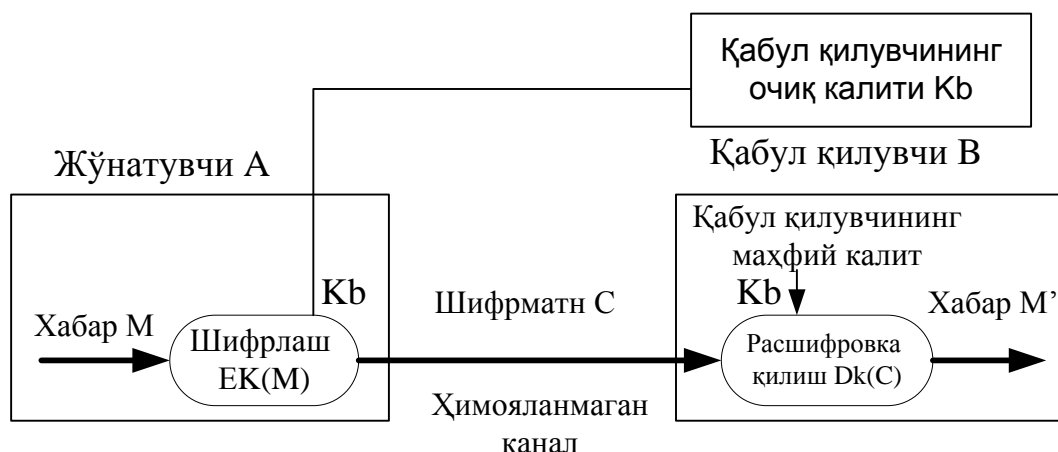 Қабул қилувчининг
очиқ калити Kb
Жўнатувчи А
Қабул қилувчи В
Қабул қилувчининг
маҳфий калит
Kb
Kb
Хабар М
Шифрматн С
Хабар М’
Шифрлаш
ЕК(М)
Расшифровка
қилиш Dk(C)
Ҳимояланмаган
канал